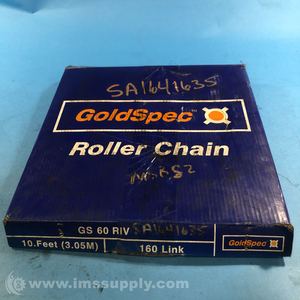 SA1641635
GoldSpec
Roller Chain
GS 60 RIV SA1641635
10.Feet (3.05M) 160 Link GoldSpec
www.imssupply.com